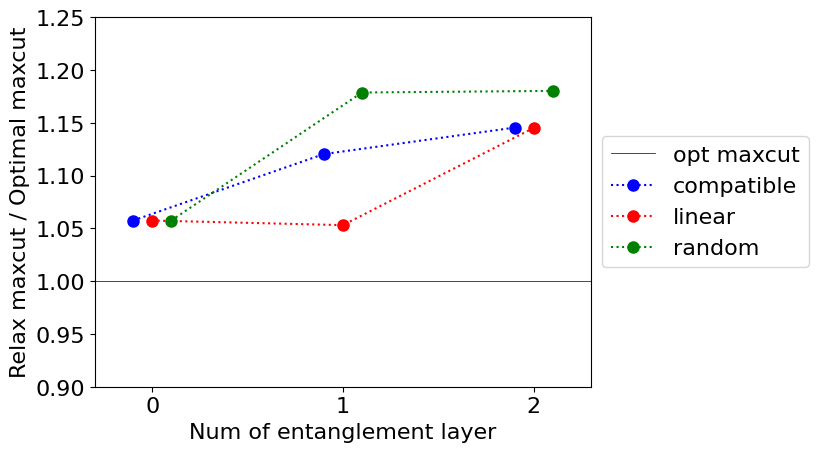 Relax maxcut / Optimal maxcut
1.25
1.20
1.15
1.10
1.05
1.00
0.95
0.90
0
1
2
Num of entanglement layer
opt maxcut
compatible
linear
random